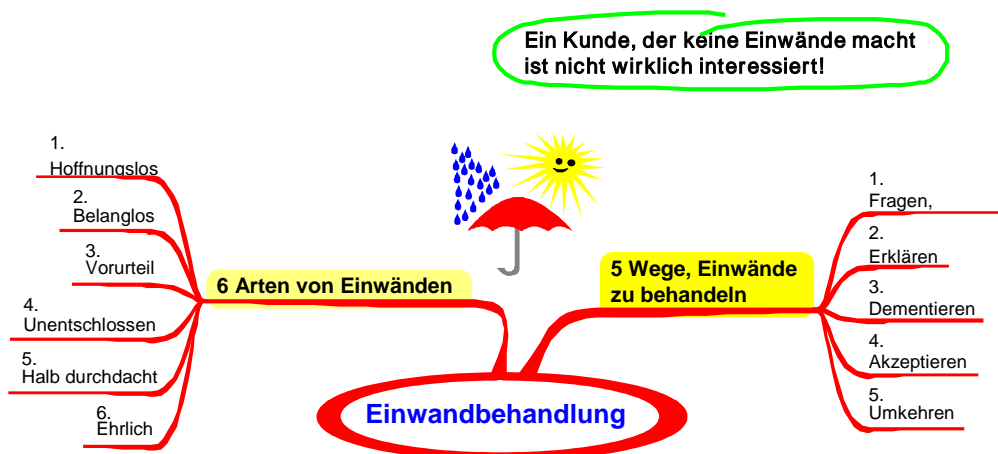 Ein Kunde, der keine Einwände macht
ist nicht wirklich interessiert!
6 Arten von Einwänden
1.
Hoffnungslos
2.
Belanglos
3.
Vorurteil
4.
Unentschlossen
5.
Halb durchdacht
6.
Ehrlich
5 Wege, Einwände
zu behandeln
1.
Fragen,
2.
Erklären
3.
Dementieren
4.
Akzeptieren
5.
Umkehren
Einwandbehandlung